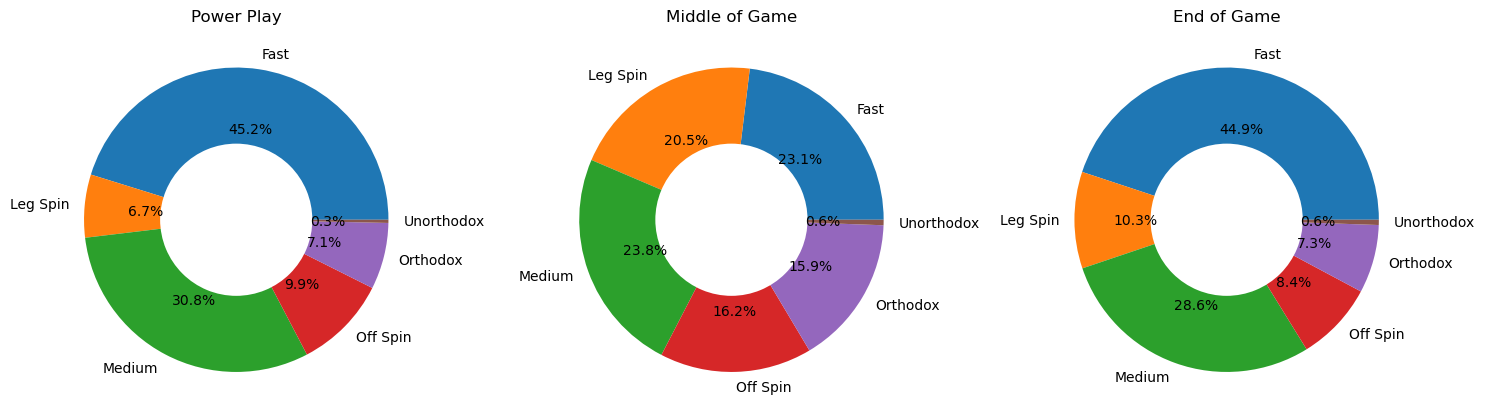 Power Play
Fast
45.2%
Leg Spin
6.7%
0.3%
Unorthodox
7.1%
Orthodox
9.9%
Off Spin
30.8%
Medium
Middle of Game
Leg Spin
Fast
20.5%
23.1%
0.6%
Unorthodox
23.8%
15.9%
Medium
Orthodox
16.2%
Off Spin
End of Game
Fast
44.9%
Leg Spin
10.3%
0.6%
Unorthodox
7.3%
Orthodox
8.4%
Off Spin
28.6%
Medium